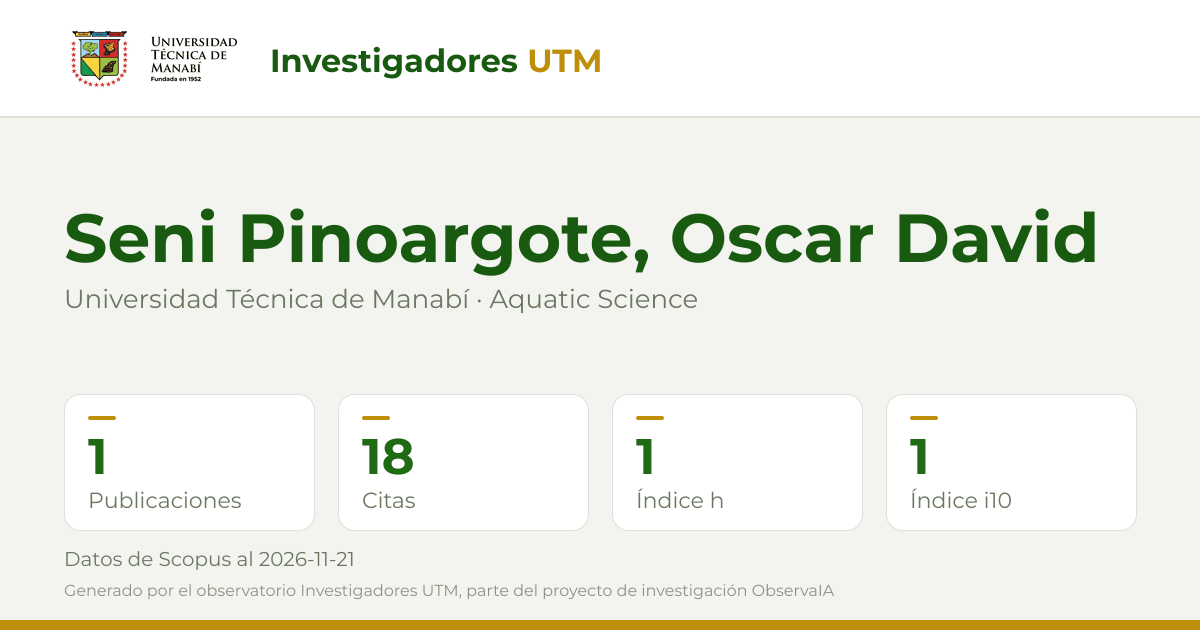 UNIVERSIDAD
TÉCNICA DE
MANABÍ
Fundada en 1952
Investigadores UTM
Seni Pinoargote, Oscar David
Universidad Técnica de Manabí · Aquatic Science
1
Publicaciones
18
Citas
1
Índice h
1
Índice i10
Datos de Scopus al 2026-11-21
Generado por el observatorio Investigadores UTM, parte del proyecto de investigación ObservaIA